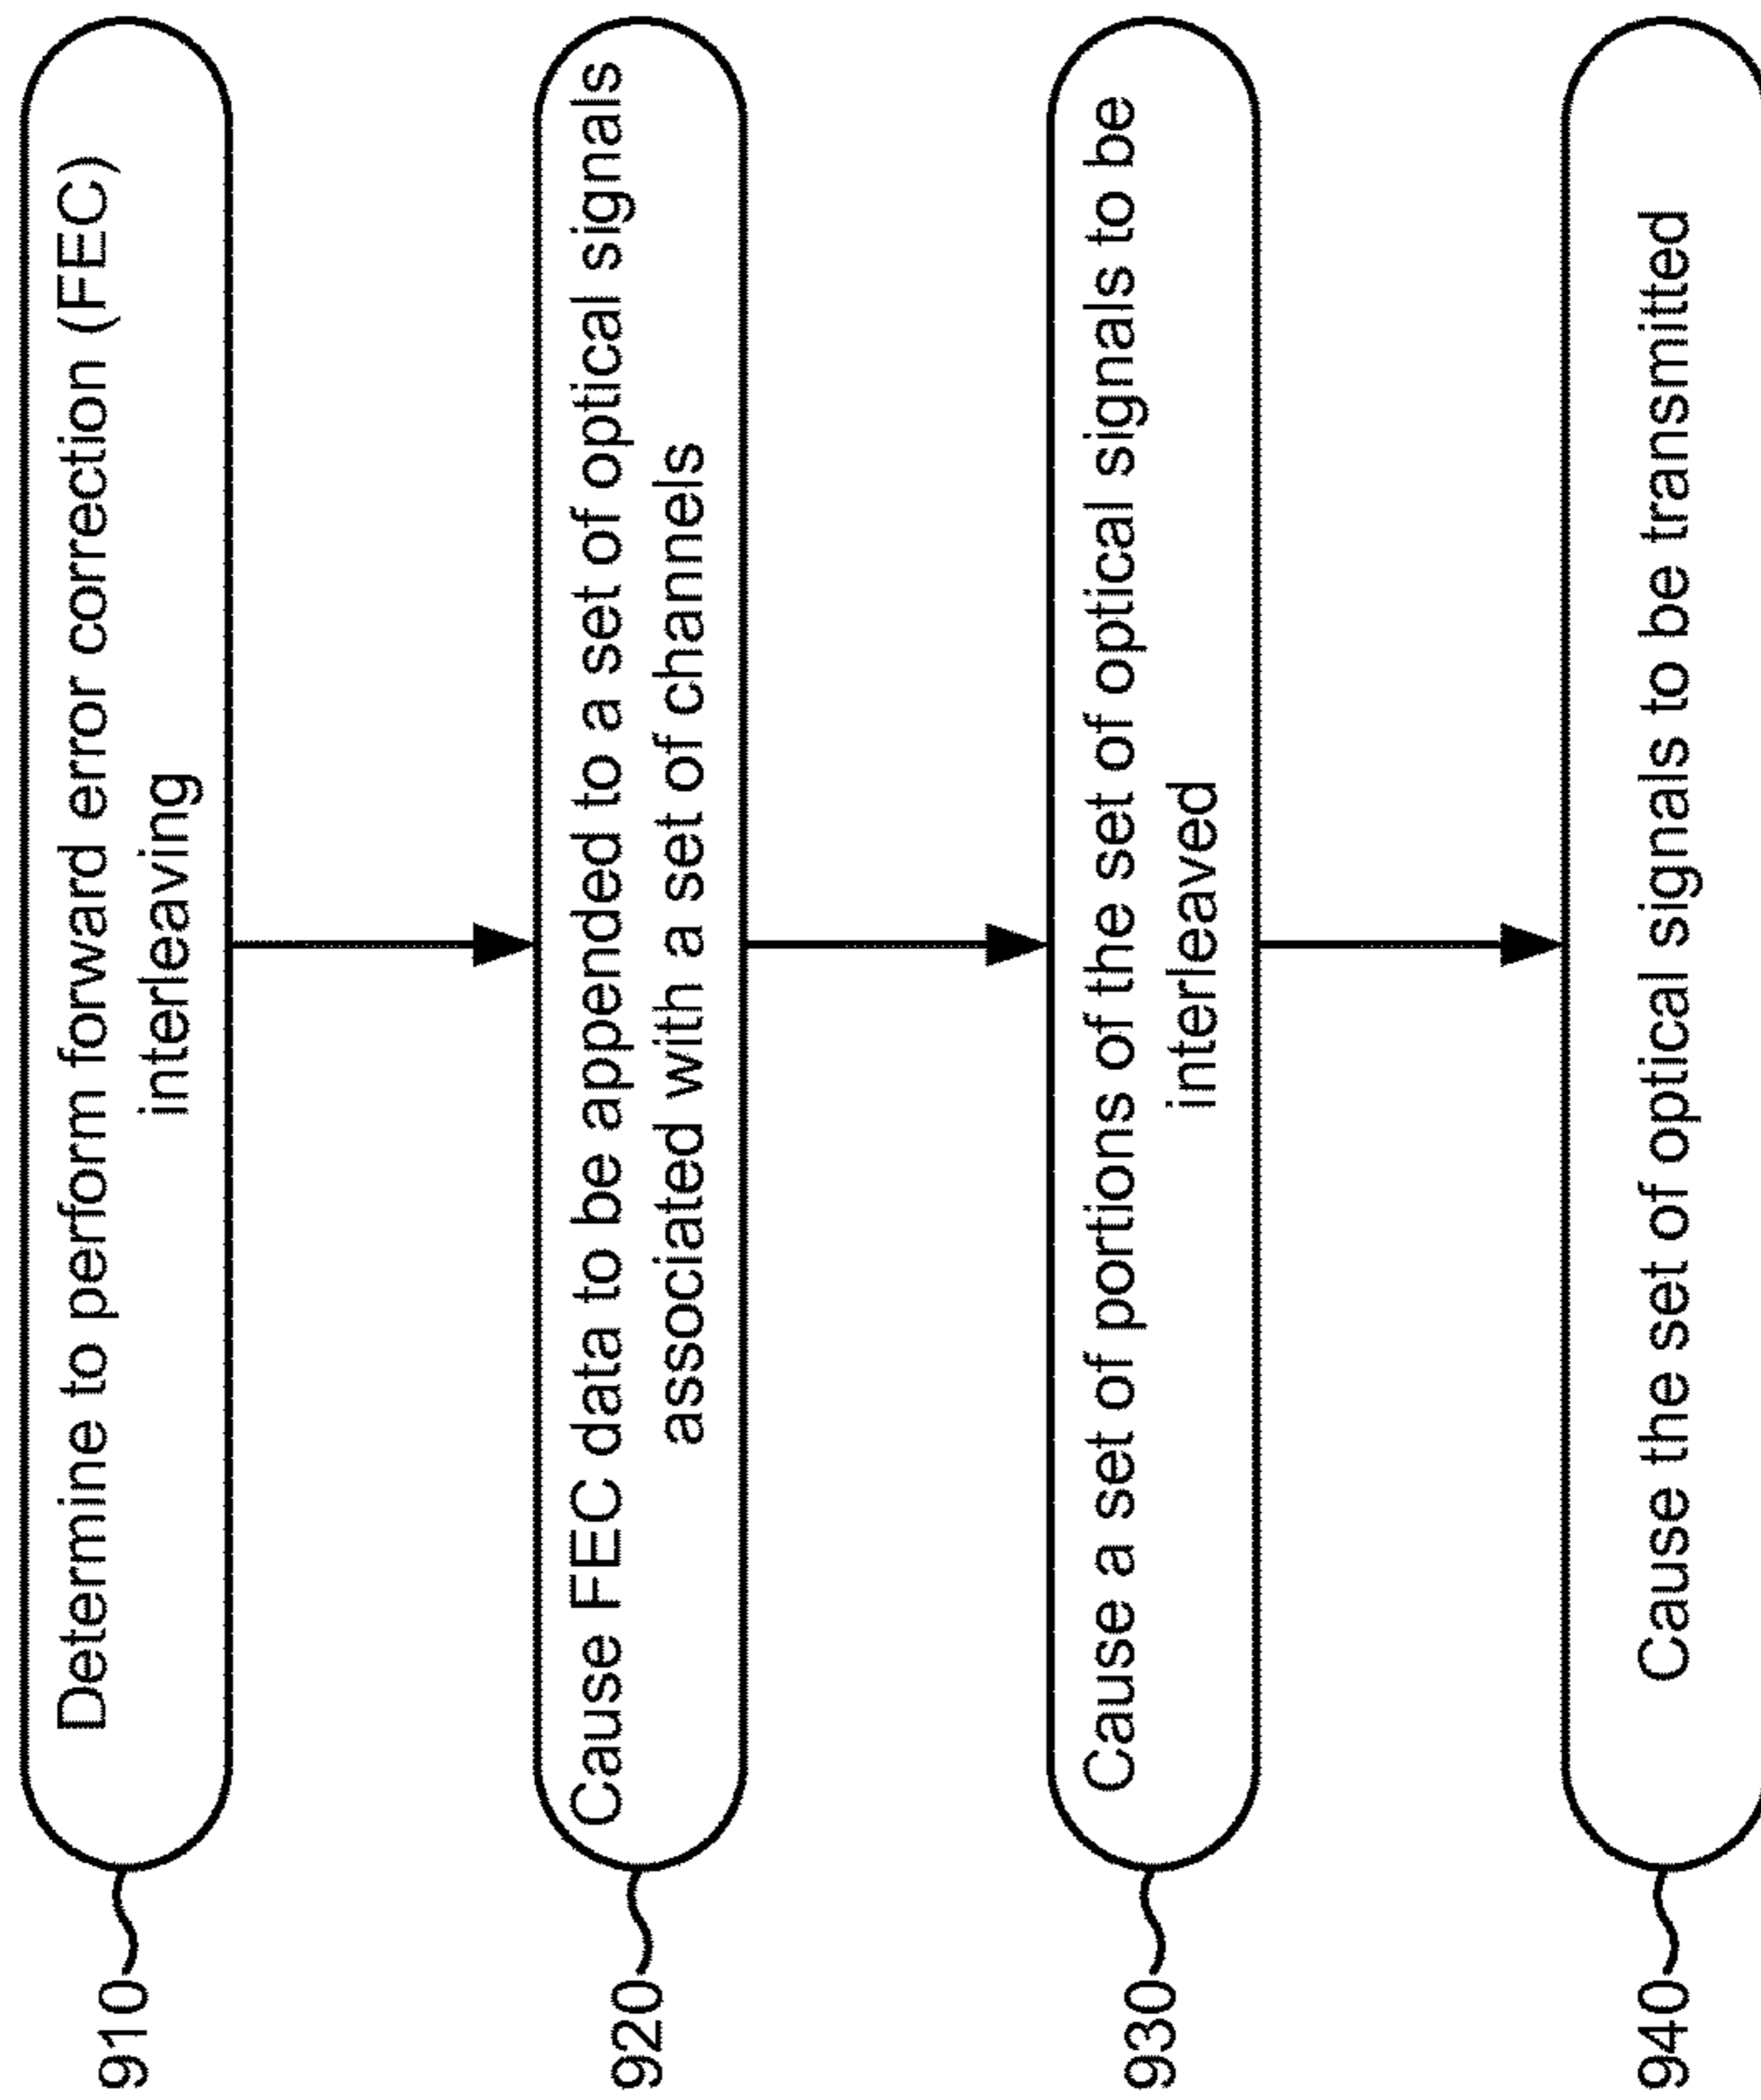 910
Determine to perform forward error correction (FEC)
interleaving
920
Cause FEC data to be appended to a set of optical signals
associated with a set of channels
930
Cause a set of portions of the set of optical signals to be
interleaved
940
Cause the set of optical signals to be transmitted